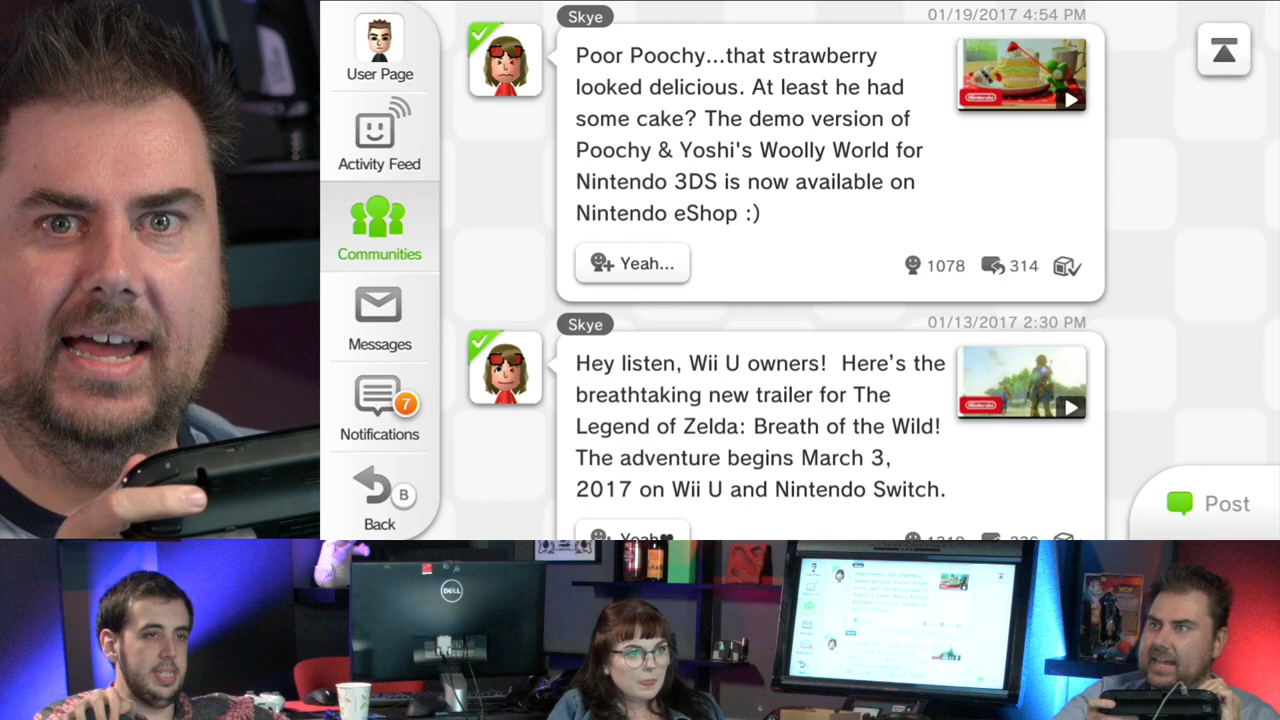 User Page
Activity Feed
Communities
Messages
7
Notifications
B
Back
Skye
01/19/2017 4:54 PM
Poor Poochy...that strawberry
looked delicious. At least he had
some cake? The demo version of
Poochy & Yoshi's Woolly World for
Nintendo 3DS is now available on
Nintendo eShop :)
Nintendo
Yeah...
1078
314
Skye
01/13/2017 2:30 PM
Hey listen, Wii U owners!  Here’s the
breathtaking new trailer for The
Legend of Zelda: Breath of the Wild!
The adventure begins March 3,
2017 on Wii U and Nintendo Switch.
Nintendo
Yeah♥
Post
DELL